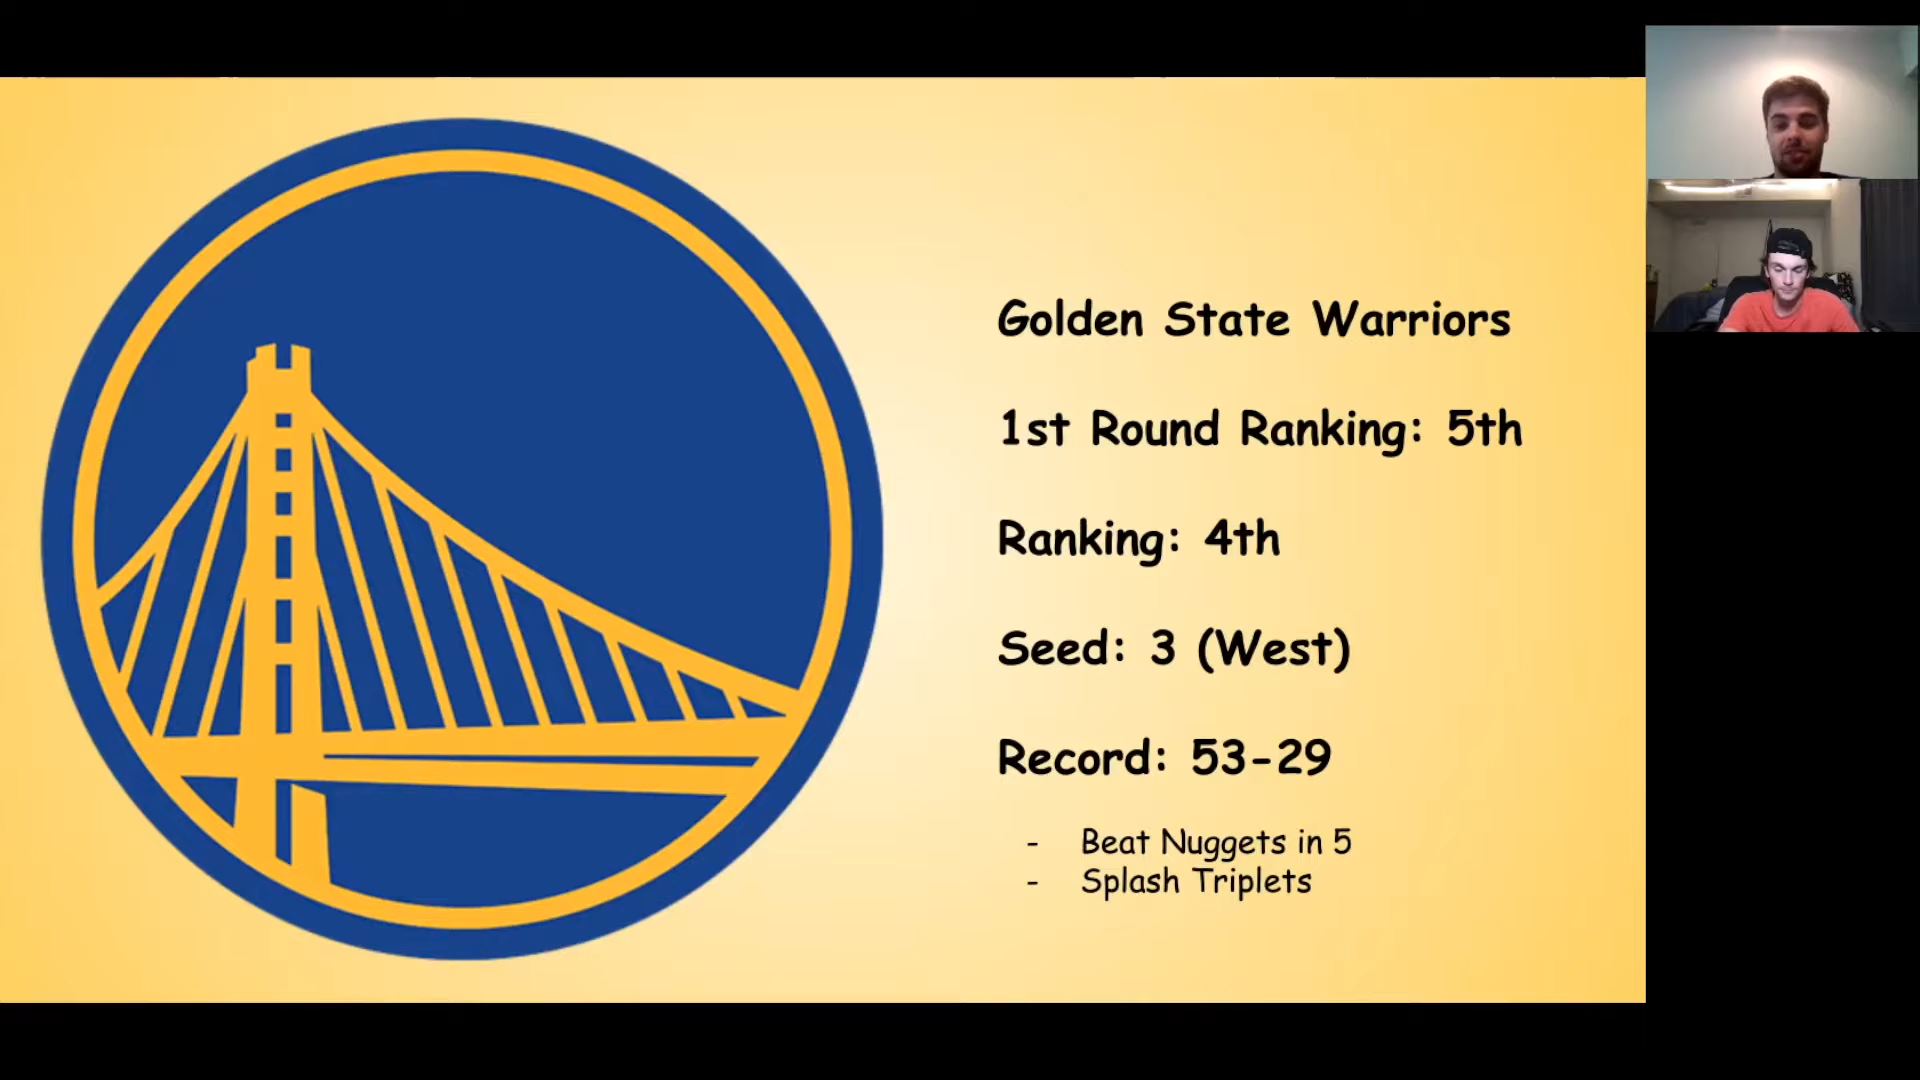 Golden State Warriors
1st Round Ranking: 5th
Ranking: 4th
Seed: 3 (West)
Record: 53-29
- Beat Nuggets in 5
- Splash Triplets